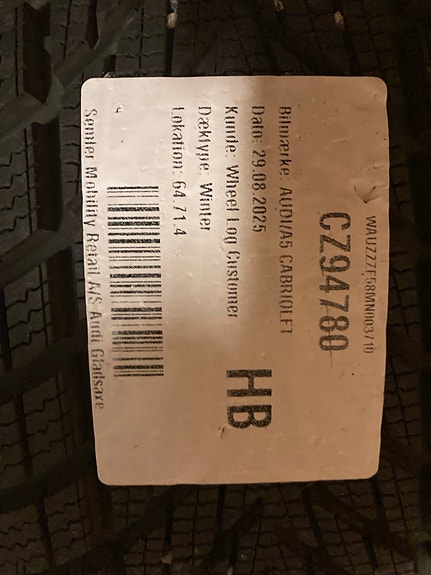 WAUZZZF58MN003710
CZ94780
Bilmærke: AUDI/A5 CABRIOLET
Dato: 29.08.2025
Kunde: Wheel Log Customer
HB
Dæktype: Winter
Lokation: 64.71.4
Semler Mobility Retail A/S Audi Gladsaxe